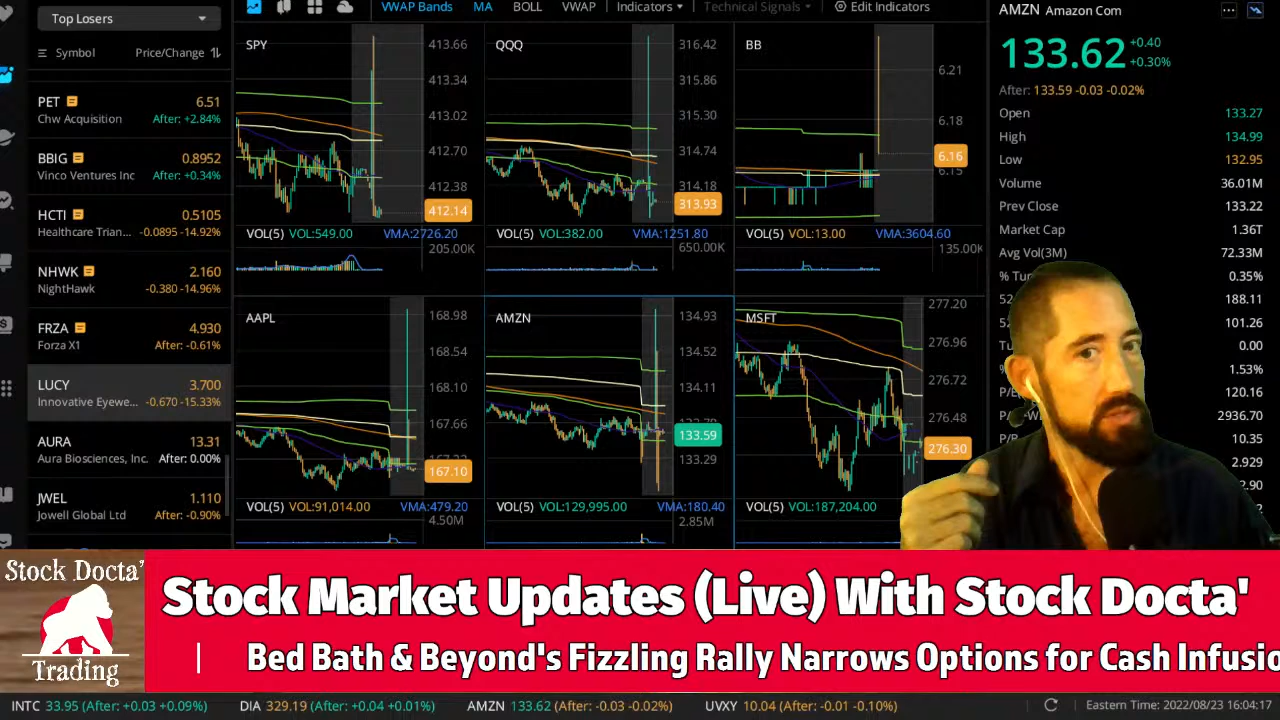 Top Losers
VWAP Bands MA BOLL VWAP Indicators Technical Signals Edit Indicators
AMZN Amazon Com
Symbol Price/Change
133.62 +0.40
+0.30%
After: 133.59 -0.03 -0.02%
PET 6.51
Chw Acquisition After: +2.84%
BBIG 0.8952
Vinco Ventures Inc After: +0.34%
HCTI 0.5105
Healthcare Trian... -0.0895 -14.92%
NHWK 2.160
NightHawk -0.380 -14.96%
FRZA 4.930
Forza X1 After: -0.61%
LUCY 3.700
Innovative Eyewe... -0.670 -15.33%
AURA 13.31
Aura Biosciences, Inc. After: 0.00%
JWEL 1.110
Jowell Global Ltd After: -0.90%
SPY
413.66
413.34
413.02
412.70
412.38
412.14
VOL(5) VOL:549.00 VMA:2726.20
205.00K
QQQ
316.42
315.86
315.30
314.74
314.18
313.93
VOL(5) VOL:382.00 VMA:1251.80
650.00K
BB
6.21
6.18
6.16
6.15
VOL(5) VOL:13.00 VMA:3604.60
135.00K
AAPL
168.98
168.54
168.10
167.66
167.10
VOL(5) VOL:91,014.00 VMA:479.20
4.50M
AMZN
134.93
134.52
134.11
133.59
133.29
VOL(5) VOL:129,995.00 VMA:180.40
2.85M
MSFT
277.20
276.96
276.72
276.48
276.30
VOL(5) VOL:187,204.00
Open 133.27
High 134.99
Low 132.95
Volume 36.01M
Prev Close 133.22
Market Cap 1.36T
Avg Vol(3M) 72.33M
0.35%
188.11
101.26
0.00
1.53%
120.16
2936.70
10.35
2.929
Stock Docta'
Trading
Stock Market Updates (Live) With Stock Docta'
| Bed Bath & Beyond's Fizzling Rally Narrows Options for Cash Infusio
INTC 33.95 (After: +0.03 +0.09%) DIA 329.19 (After: +0.04 +0.01%) AMZN 133.62 (After: -0.03 -0.02%) UVXY 10.04 (After: -0.01 -0.10%) Eastern Time: 2022/08/23 16:04:17